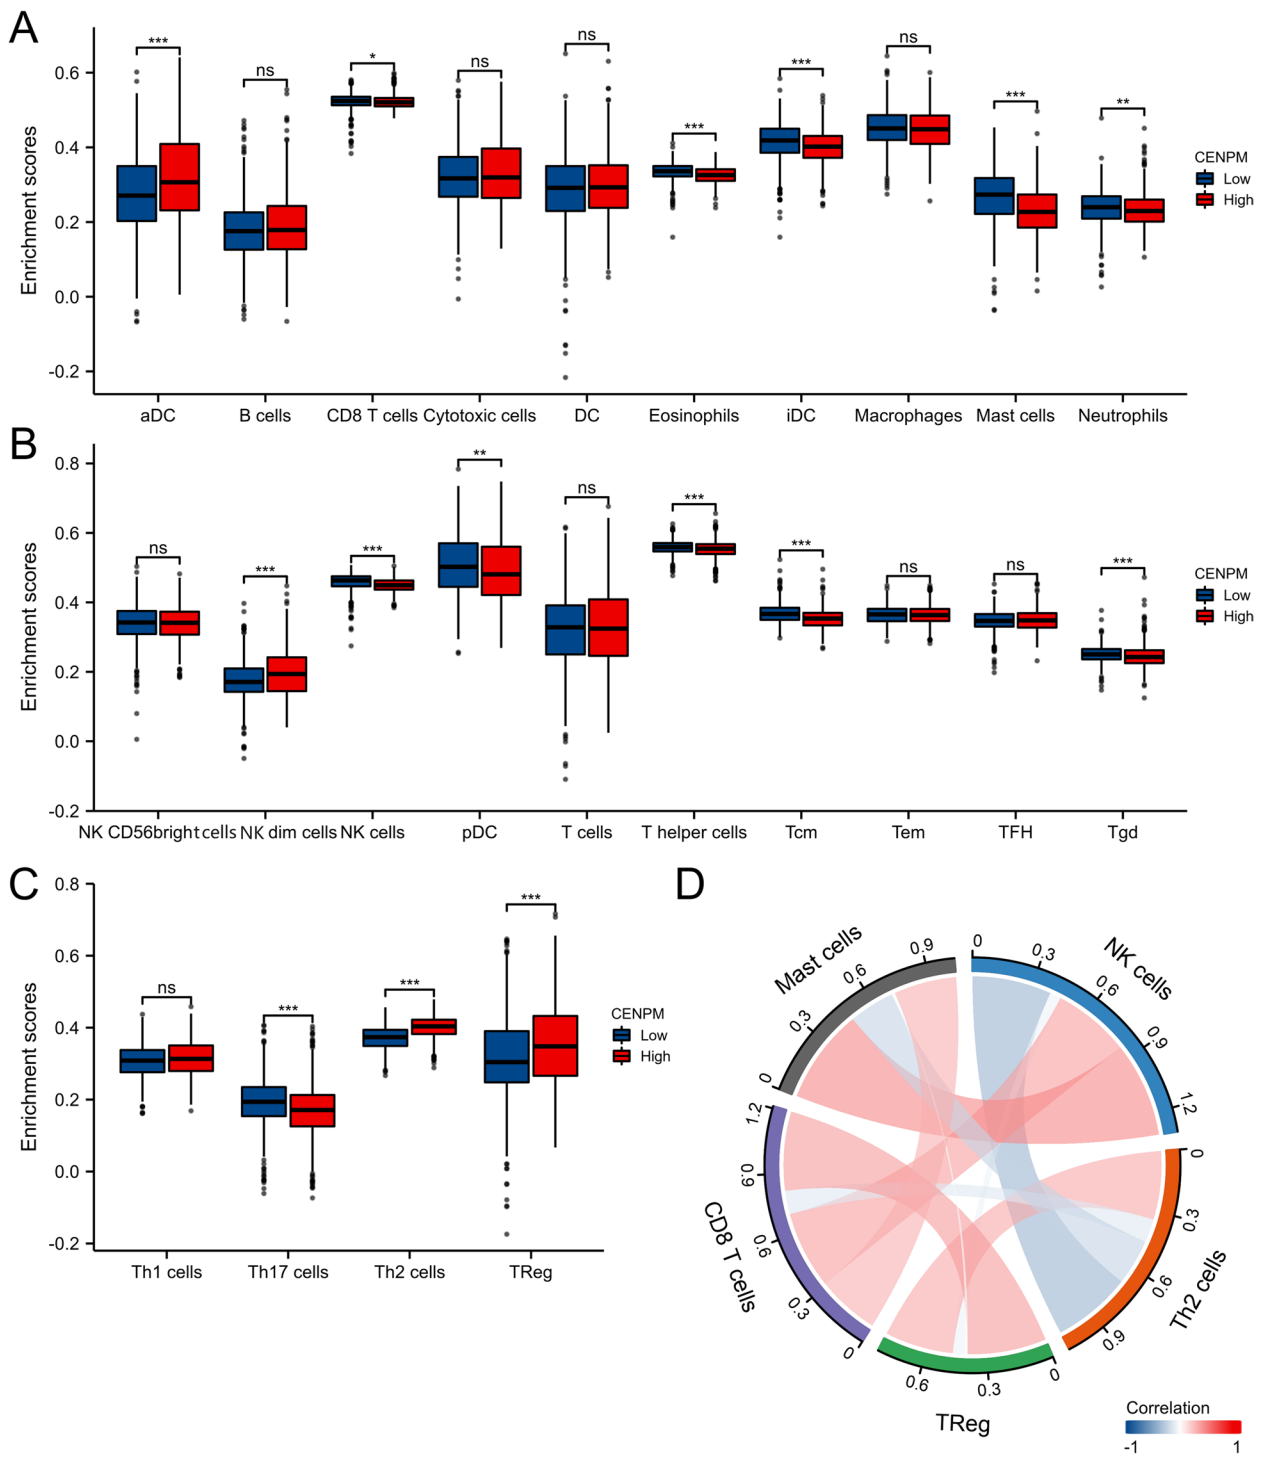 A
Enrichment scores
0.6
0.4
0.2
0.0
-0.2
***
ns
*
ns
ns
***
***
ns
***
**
aDC
B cells
CD8 T cells
Cytotoxic cells
DC
Eosinophils
iDC
Macrophages
Mast cells
Neutrophils
CENPM
Low
High
B
Enrichment scores
0.8
0.6
0.4
0.2
0.0
-0.2
ns
***
***
**
ns
***
***
ns
ns
***
NK CD56bright cells
NK dim cells
NK cells
pDC
T cells
T helper cells
Tcm
Tem
TFH
Tgd
CENPM
Low
High
C
Enrichment scores
0.8
0.6
0.4
0.2
0.0
-0.2
ns
***
***
***
Th1 cells
Th17 cells
Th2 cells
TReg
CENPM
Low
High
D
Mast cells
0
0.3
0.6
0.9
NK cells
0
0.3
0.6
0.9
1.2
Th2 cells
0
0.3
0.6
0.9
TReg
0
0.3
0.6
CD8 T cells
0
0.3
0.6
0.9
1.2
Correlation
-1
1